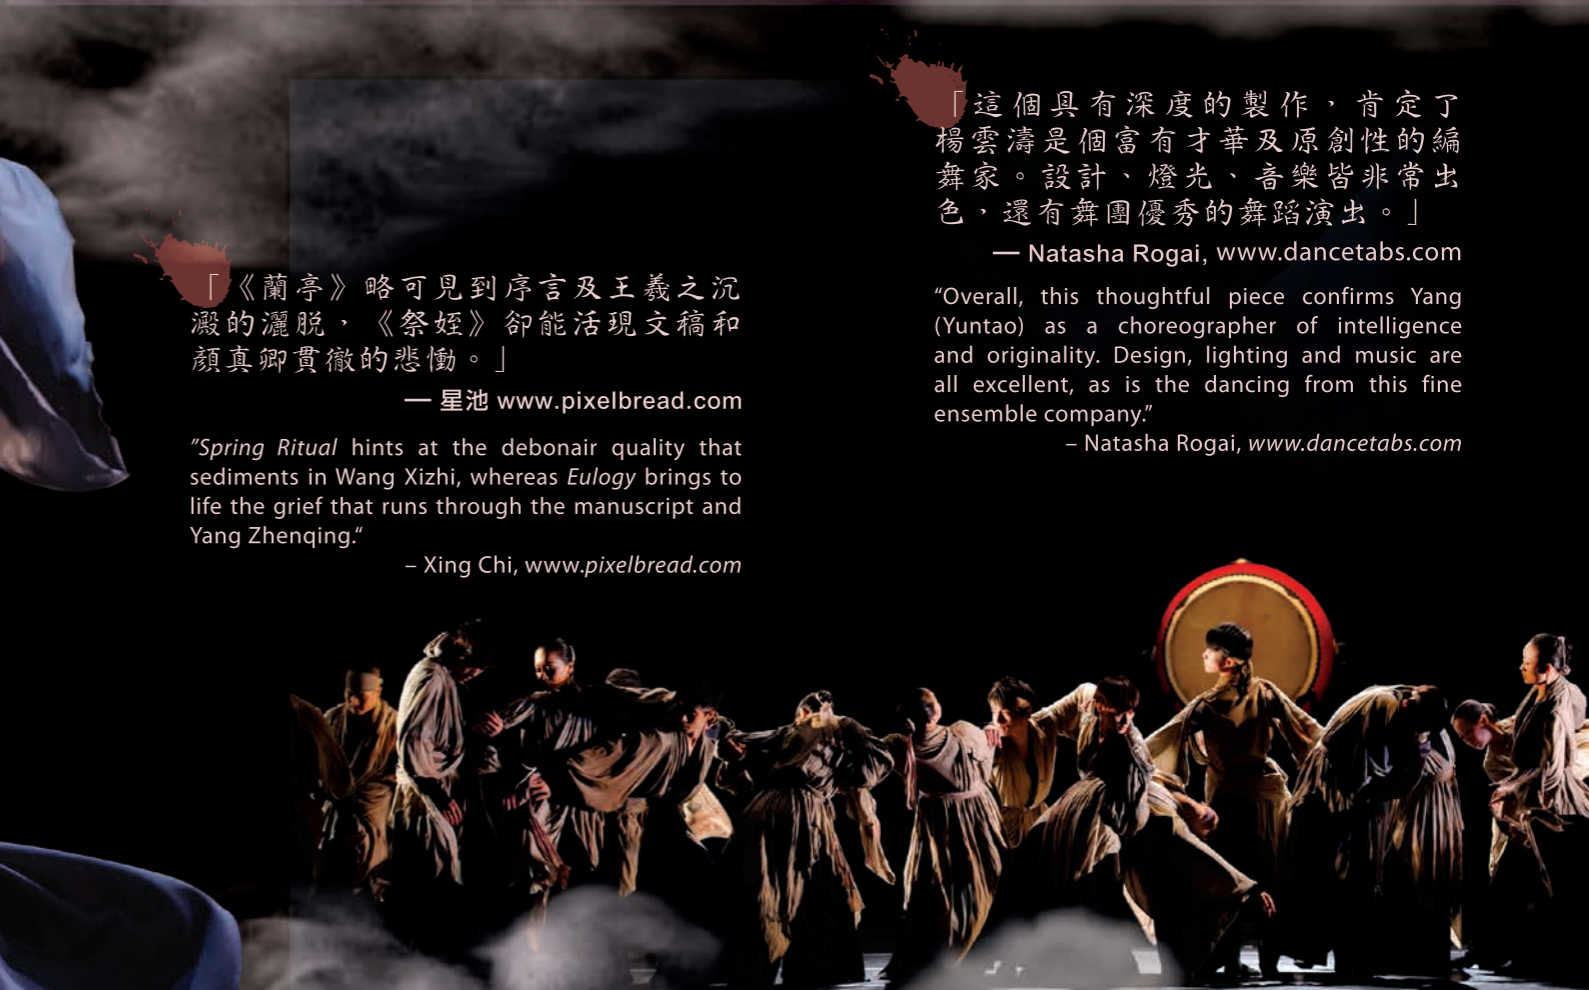 「《蘭亭》略可見到序言及王羲之沉
澱的灑脱，《祭姪》卻能活現文稿和
顏真卿貫徹的悲慟。」
— 星池 www.pixelbread.com
”Spring Ritual hints at the debonair quality that
sediments in Wang Xizhi, whereas Eulogy brings to
life the grief that runs through the manuscript and
Yang Zhenqing.“
– Xing Chi, www.pixelbread.com
「這個具有深度的製作，肯定了
楊雲濤是個富有才華及原創性的編
舞家。設計、燈光、音樂皆非常出
色，還有舞團優秀的舞蹈演出。」
— Natasha Rogai, www.dancetabs.com
“Overall, this thoughtful piece confirms Yang
(Yuntao) as a choreographer of intelligence
and originality. Design, lighting and music are
all excellent, as is the dancing from this fine
ensemble company.”
– Natasha Rogai, www.dancetabs.com